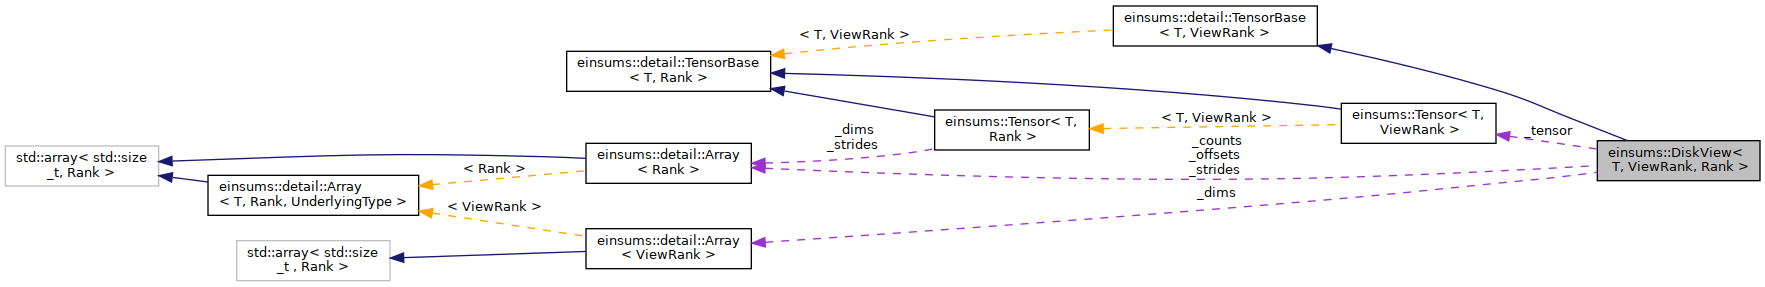 einsums::detail::TensorBase
< T, ViewRank >
< T, ViewRank >
einsums::detail::TensorBase
< T, Rank >
einsums::Tensor< T,
ViewRank >
einsums::Tensor< T,
Rank >
< T, ViewRank >
_dims
_strides
_tensor
_counts
_offsets
_strides
einsums::DiskView<
T, ViewRank, Rank >
std::array< std::size
_t, Rank >
einsums::detail::Array
< Rank >
< Rank >
einsums::detail::Array
< T, Rank, UnderlyingType >
< ViewRank >
_dims
einsums::detail::Array
< ViewRank >
std::array< std::size
_t , Rank >